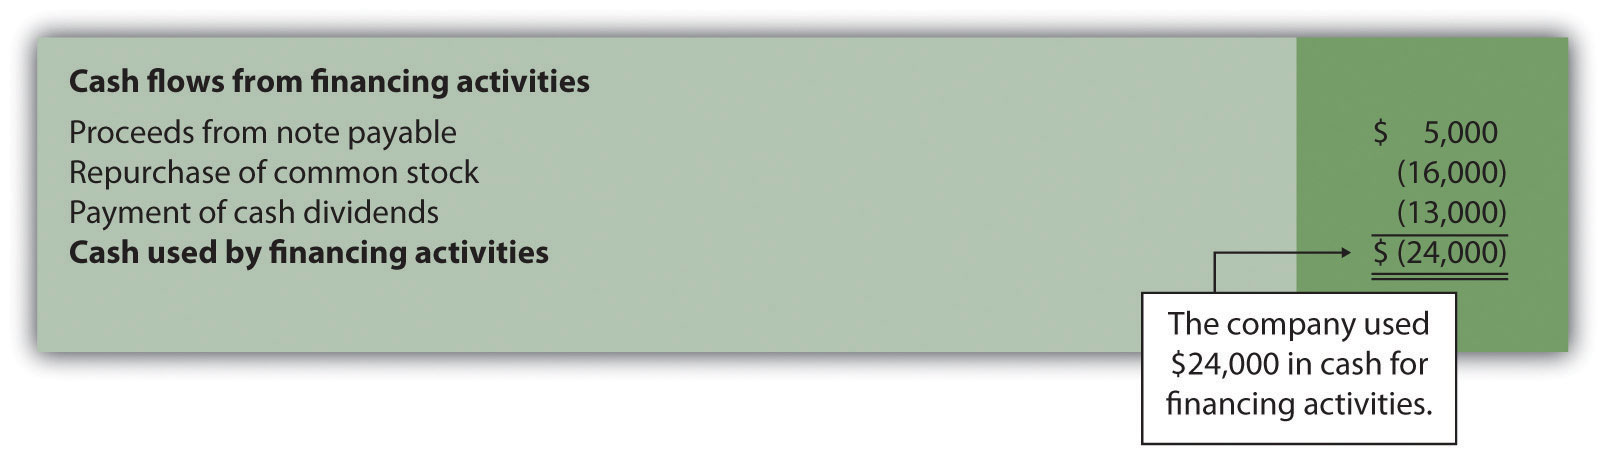 Cash flows from financing activities
Proceeds from note payable $ 5,000
Repurchase of common stock (16,000)
Payment of cash dividends (13,000)
Cash used by financing activities $ (24,000)
The company used
$24,000 in cash for
financing activities.